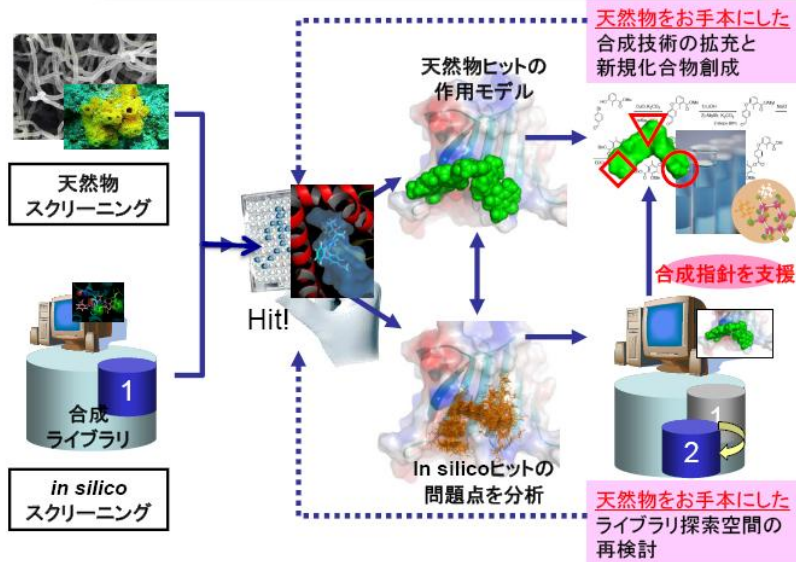 天然物をお手本にした
合成技術の拡充と
新規化合物創成
天然物ヒットの
作用モデル
天然物
スクリーニング
合成指針を支援
Hit!
1
合成
ライブラリ
1
2
In silicoヒットの
問題点を分析
in silico
スクリーニング
天然物をお手本にした
ライブラリ探索空間の
再検討